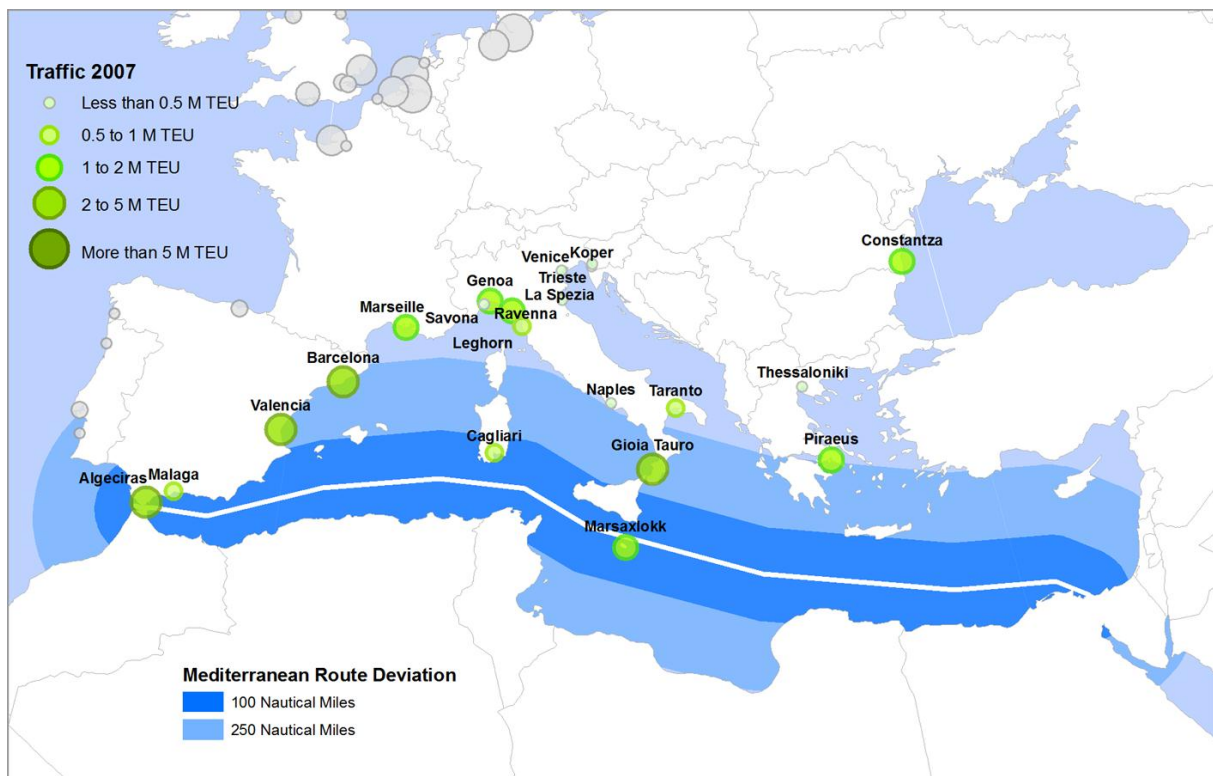 Traffic 2007
Less than 0.5 M TEU
0.5 to 1 M TEU
1 to 2 M TEU
2 to 5 M TEU
More than 5 M TEU
Constantza
Venice
Koper
Trieste
Genoa
La Spezia
Marseille
Savona
Ravenna
Leghorn
Barcelona
Thessaloniki
Naples
Taranto
Valencia
Cagliari
Gioia Tauro
Piraeus
Algeciras
Malaga
Marsaxlokk
Mediterranean Route Deviation
100 Nautical Miles
250 Nautical Miles